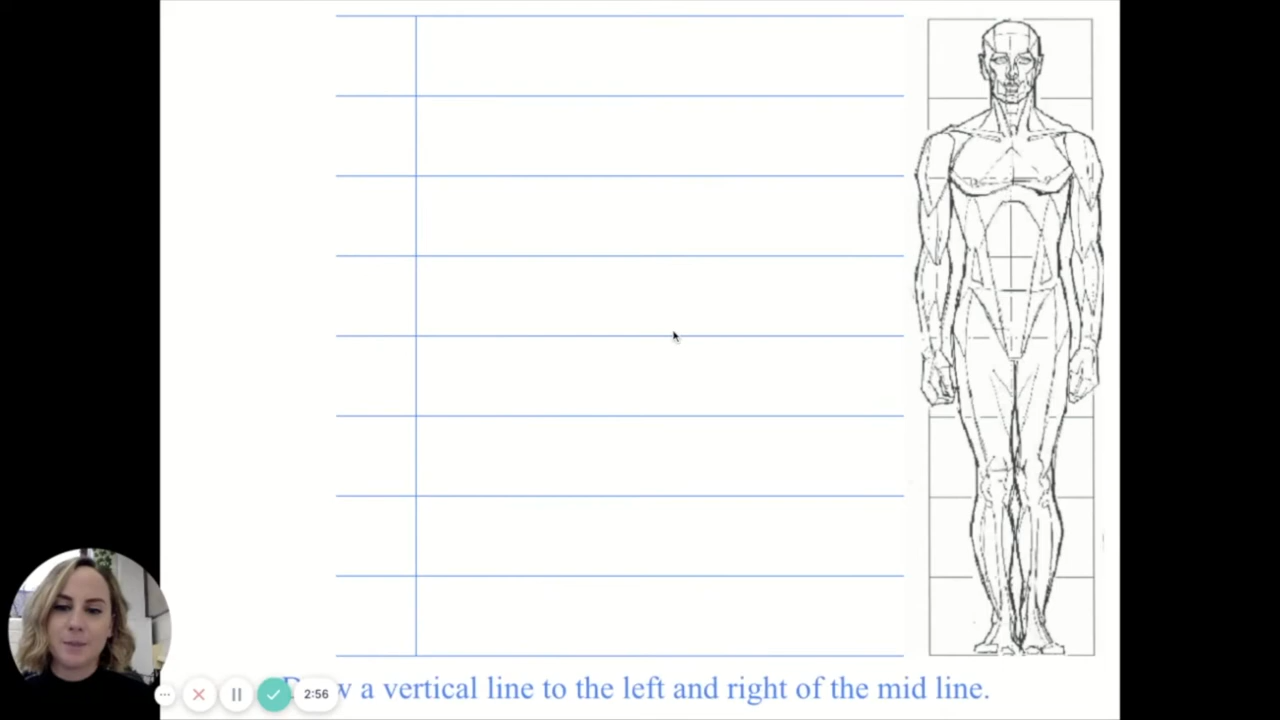 a vertical line to the left and right of the mid line.
2:56